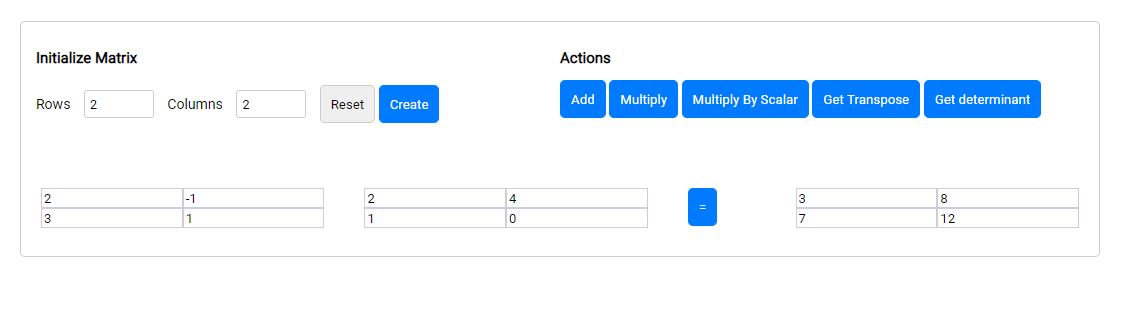 Initialize Matrix
Actions
Rows 2 Columns 2 Reset Create
Add Multiply Multiply By Scalar Get Transpose Get determinant
2 -1 2 4 = 3 8
3 1 1 0 7 12